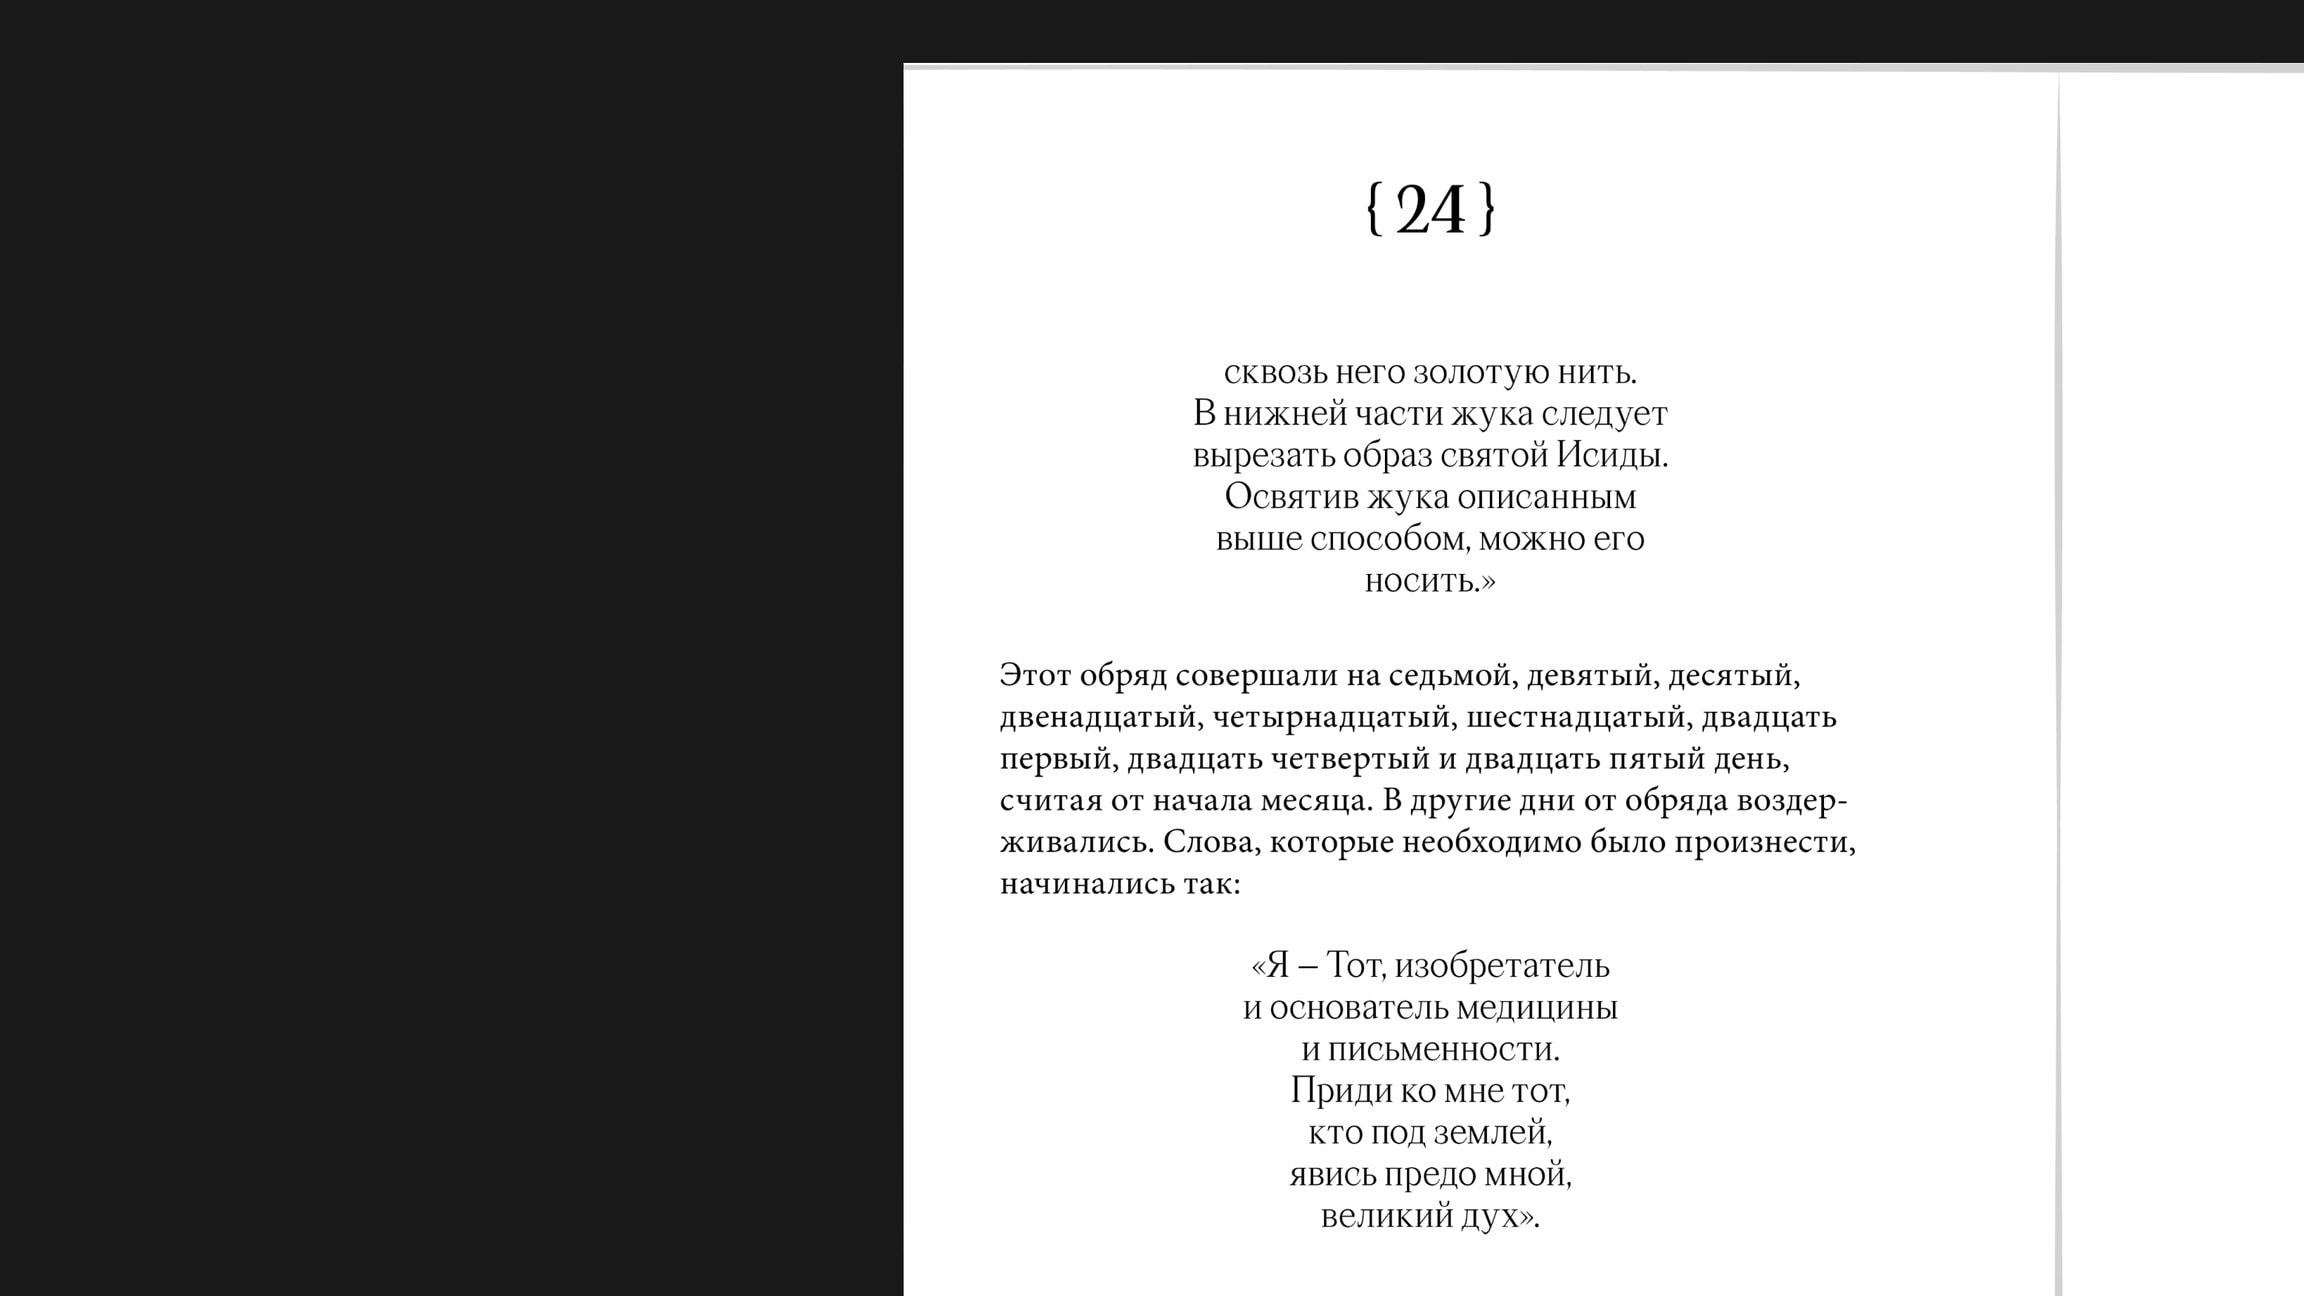 { 24 }
сквозь него золотую нить.
В нижней части жука следует
вырезать образ святой Исиды.
Освятив жука описанным
выше способом, можно его
носить.»
Этот обряд совершали на седьмой, девятый, десятый,
двенадцатый, четырнадцатый, шестнадцатый, двадцать
первый, двадцать четвертый и двадцать пятый день,
считая от начала месяца. В другие дни от обряда воздер-
живались. Слова, которые необходимо было произнести,
начинались так:
«Я – Тот, изобретатель
и основатель медицины
и письменности.
Приди ко мне тот,
кто под землей,
явись предо мной,
великий дух».